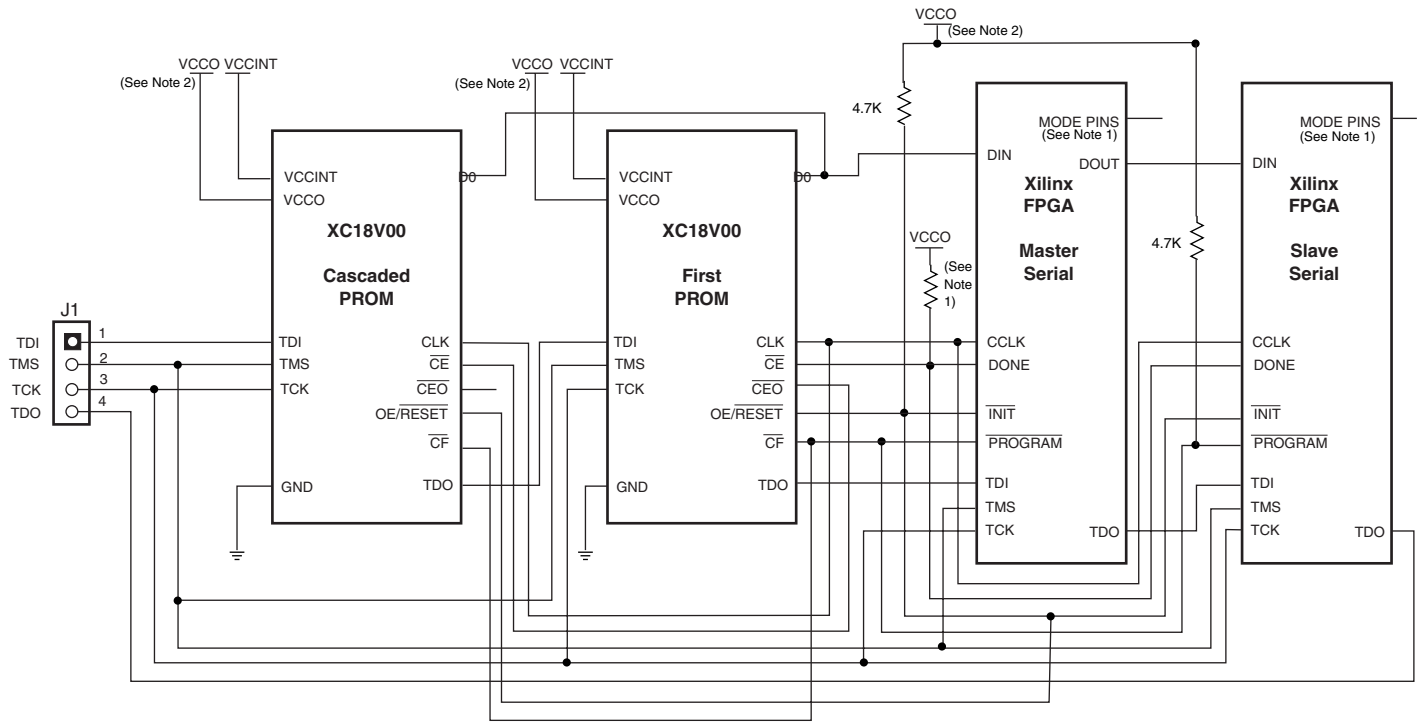 VCCO
(See Note 2)
VCCO VCCINT
(See Note 2)
VCCO VCCINT
(See Note 2)
4.7K
VCCINT
VCCO
D0
XC18V00
Cascaded
PROM
TDI
TMS
TCK
GND
CLK
CE
CEO
OE/RESET
CF
TDO
VCCINT
VCCO
D0
XC18V00
First
PROM
TDI
TMS
TCK
GND
CLK
CE
CEO
OE/RESET
CF
TDO
VCCO
(See
Note
1)
MODE PINS
(See Note 1)
DIN
DOUT
Xilinx
FPGA
Master
Serial
CCLK
DONE
INIT
PROGRAM
TDI
TMS
TCK
TDO
4.7K
MODE PINS
(See Note 1)
DIN
Xilinx
FPGA
Slave
Serial
CCLK
DONE
INIT
PROGRAM
TDI
TMS
TCK
TDO
J1
TDI 1
TMS 2
TCK 3
TDO 4